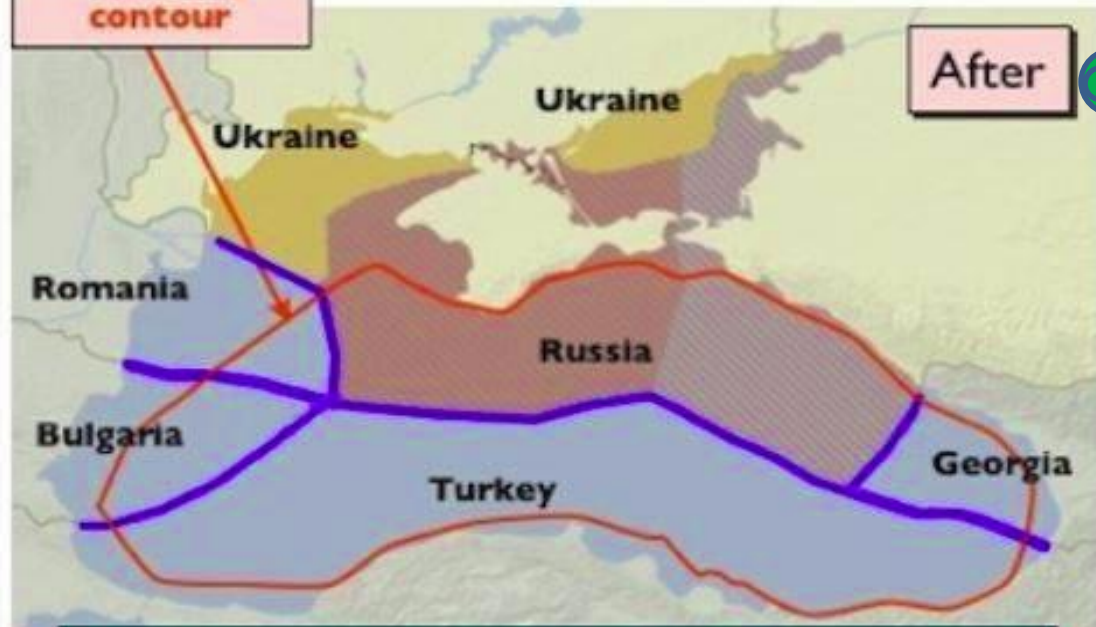 contour
After
Ukraine
Ukraine
Romania
Russia
Bulgaria
Georgia
Turkey